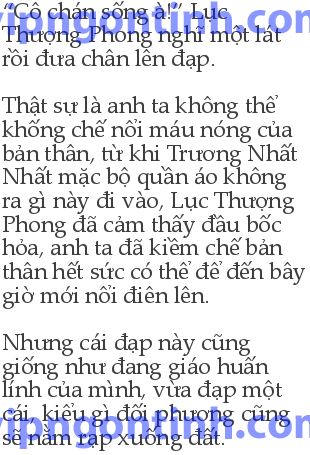 “Cô chán sống à!” Lục
Thượng Phong nghĩ một lát
rồi đưa chân lên đạp.
Thật sự là anh ta không thể
khống chế nổi máu nóng của
bản thân, từ khi Trương Nhất
Nhất mặc bộ quần áo không
ra gì này đi vào, Lục Thượng
Phong đã cảm thấy đầu bốc
hỏa, anh ta đã kiềm chế bản
thân hết sức có thể để đến bây
giờ mới nổi điên lên.
Nhưng cái đạp này cũng
giống như đang giáo huấn
lính của mình, vừa đạp một
cái, kiểu gì đối phương cũng
sẽ nằm rạp xuống đất.
vipngontinh.com
vipngontinh.com